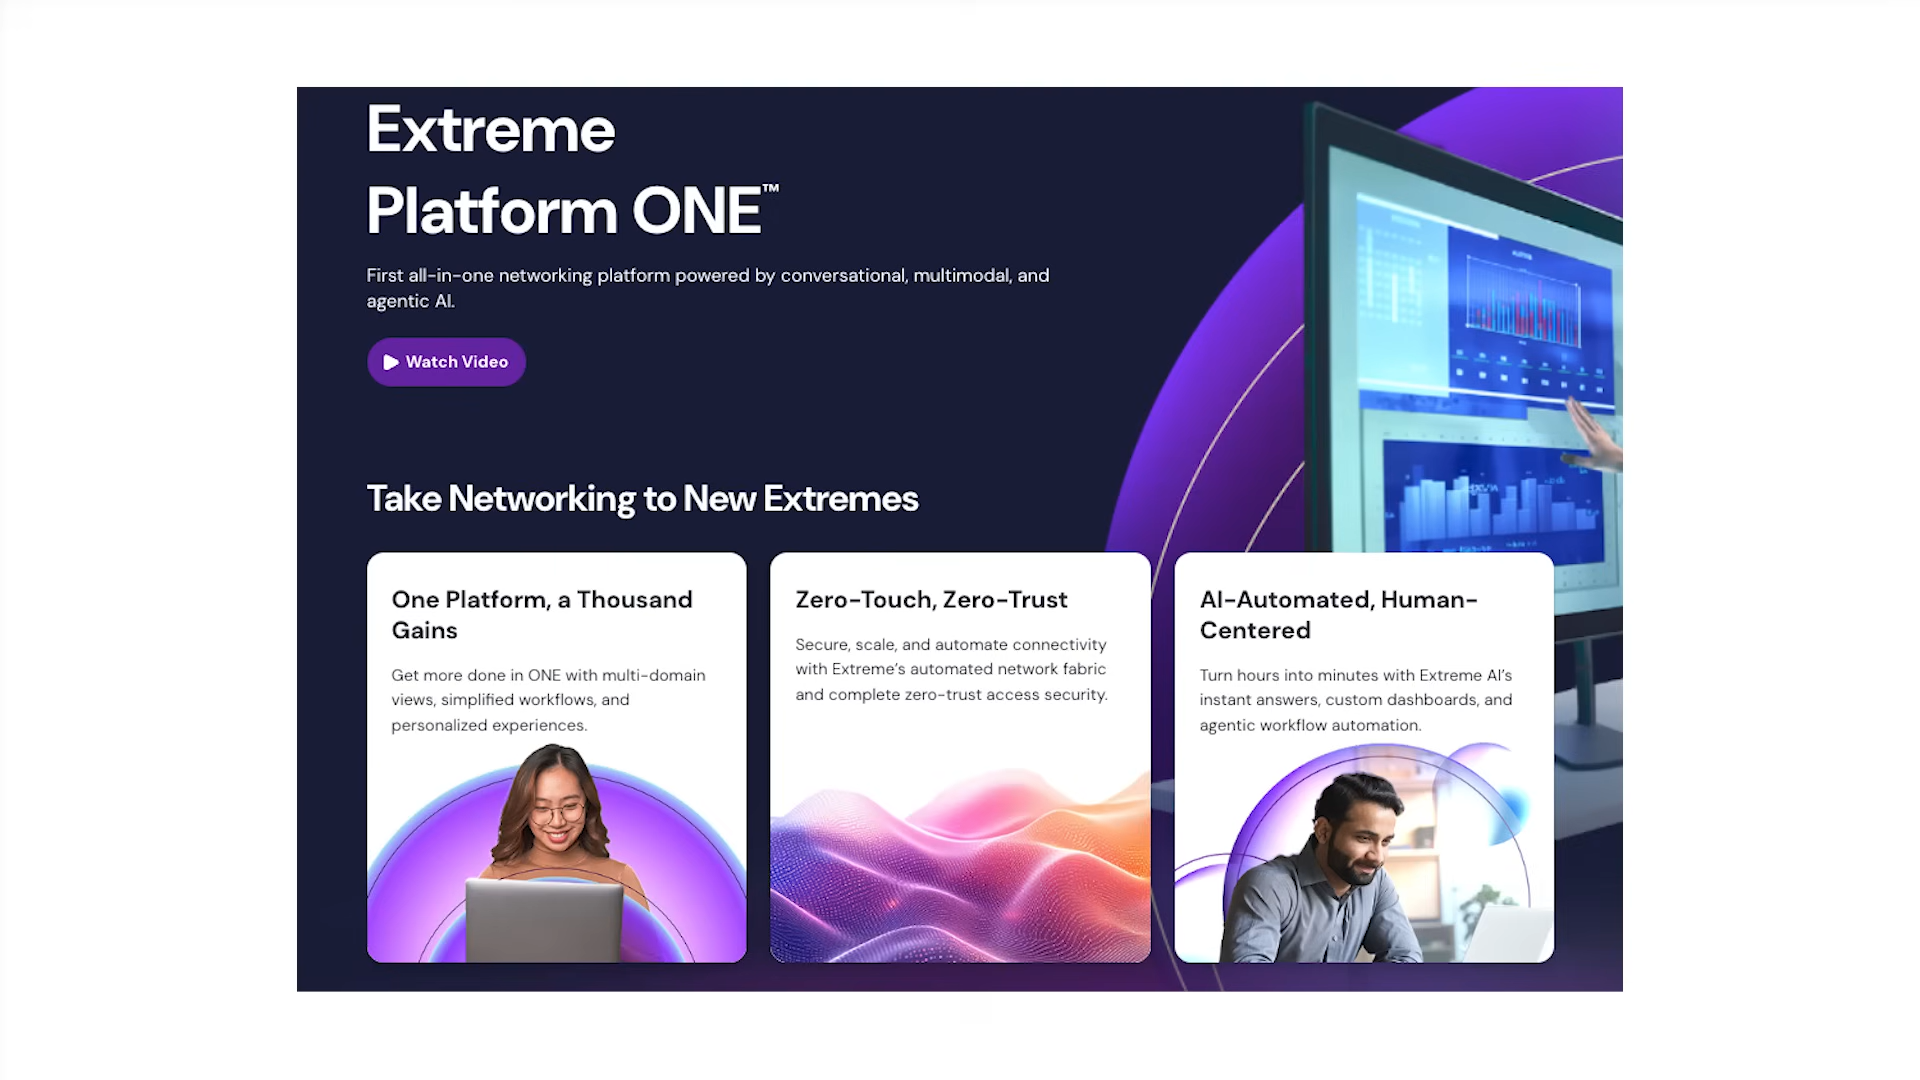 Extreme
Platform ONE™
First all-in-one networking platform powered by conversational, multimodal, and
agentic AI.
Watch Video
Take Networking to New Extremes
One Platform, a Thousand
Gains
Get more done in ONE with multi-domain
views, simplified workflows, and
personalized experiences.
Zero-Touch, Zero-Trust
Secure, scale, and automate connectivity
with Extreme's automated network fabric
and complete zero-trust access security.
AI-Automated, Human-
Centered
Turn hours into minutes with Extreme AI's
instant answers, custom dashboards, and
agentic workflow automation.